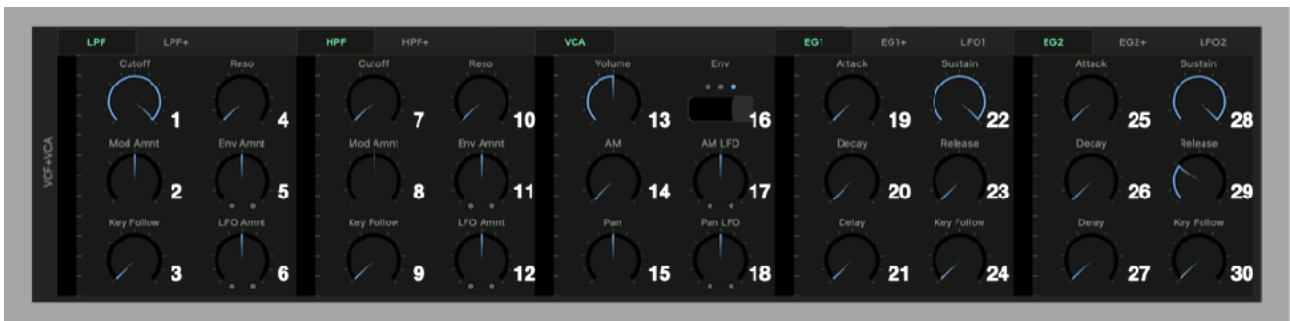 LPF LPF+ HPF HPF+ VCA EG1 EG1+ LFO1 EG2 EG2+ LFO2
Cutoff Reso Cutoff Reso Volume Env Attack Sustain Attack Sustain
1 4 7 10 13 16 19 22 25 28
Mod Amnt Env Amnt Mod Amnt Env Amnt AM AM LFO Decay Release Decay Release
VCF+VCA
2 5 8 11 14 17 20 23 26 29
Key Follow LFO Amnt Key Follow LFO Amnt Pan Pan LFO Delay Key Follow Delay Key Follow
3 6 9 12 15 18 21 24 27 30